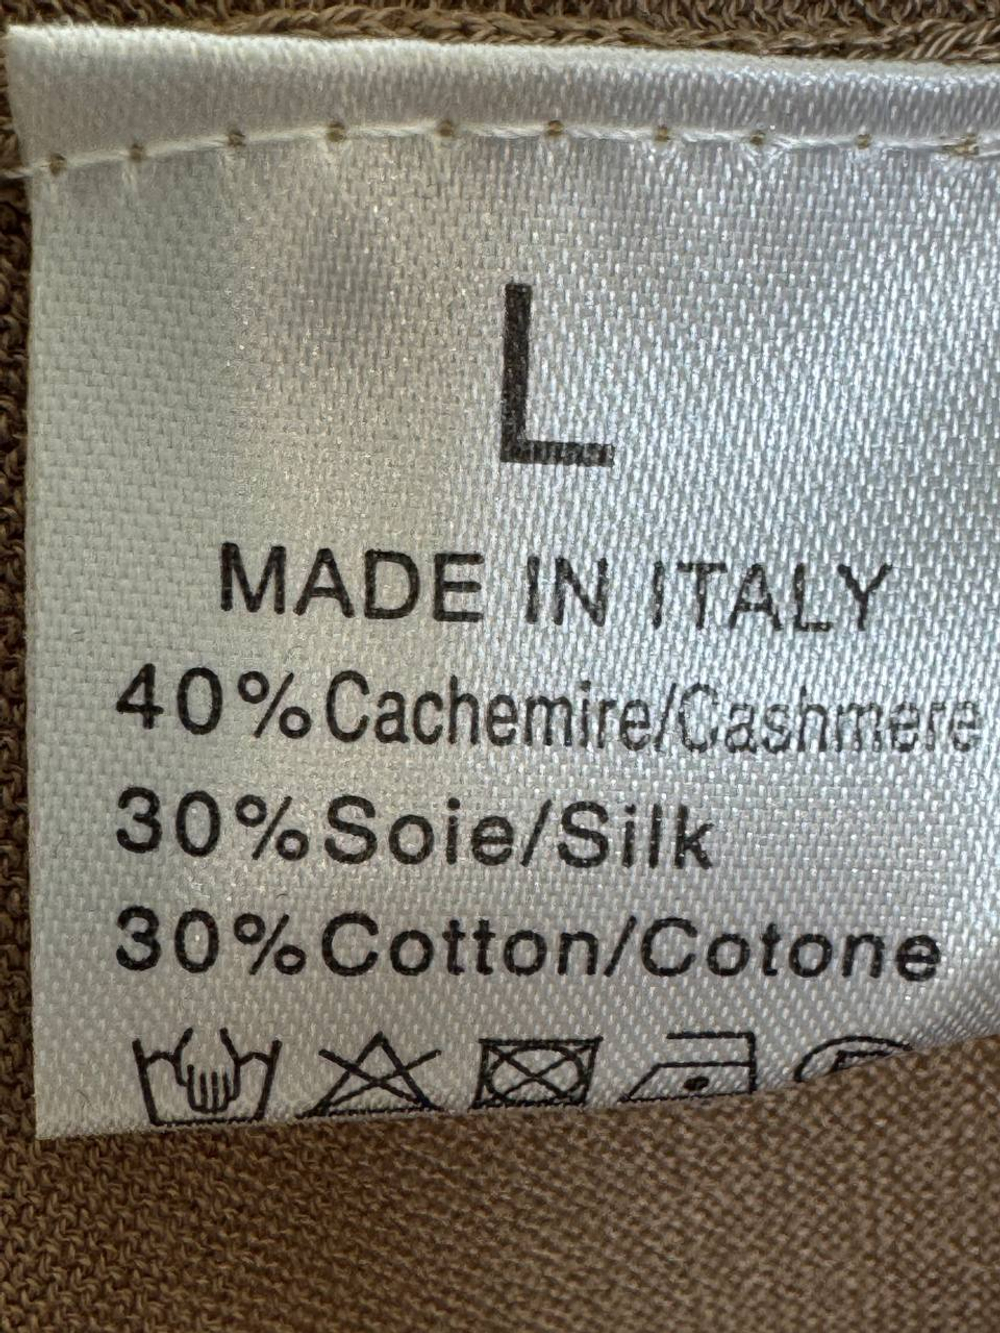 L
MADE IN ITALY
40%Cachemire/Cashmere
30%Soie/Silk
30%Cotton/Cotone